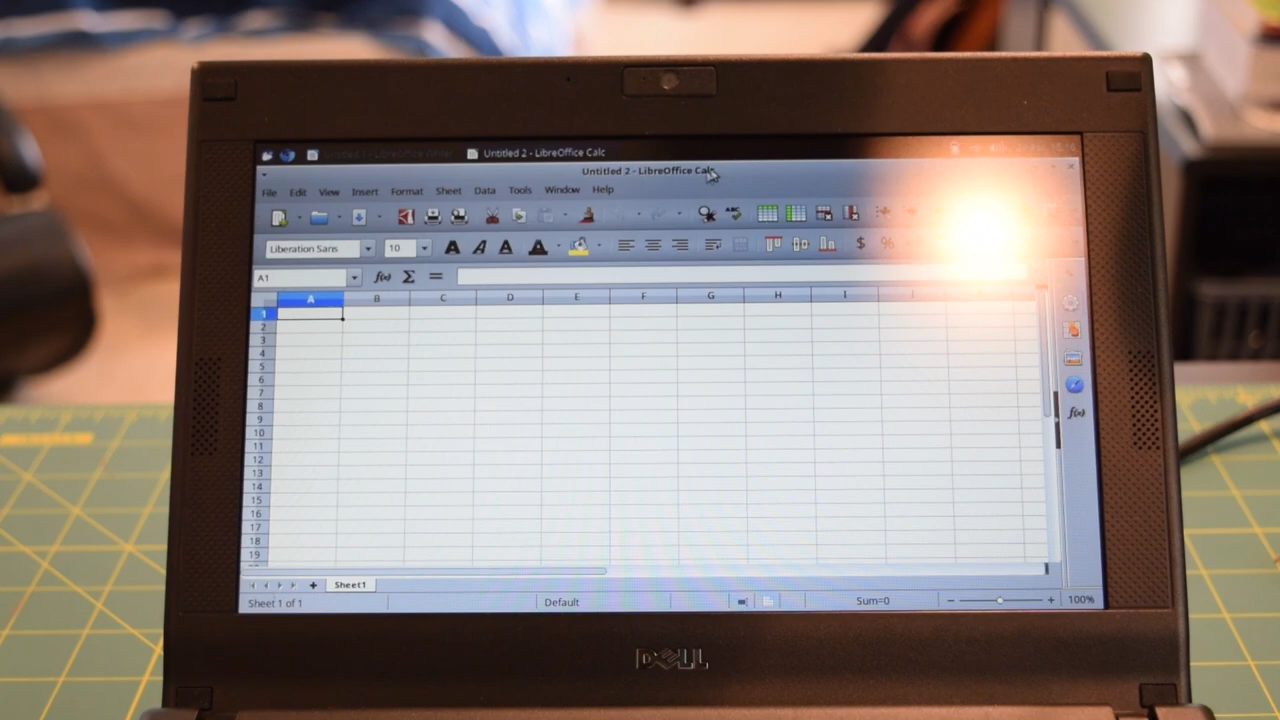 Untitled 2 - LibreOffice Calc
Untitled 2 - LibreOffice Calc
File Edit View Insert Format Sheet Data Tools Window Help
ABC
$ %
Liberation Sans 10 A A A A
A1 f(x) Σ =
A B C D E F G H I
1
2
3
4
5
6
7
8
9
10
11
12
13
14
15
16
17
18
19
f(x)
Sheet1
Sheet 1 of 1 Default Sum=0 100%
DELL